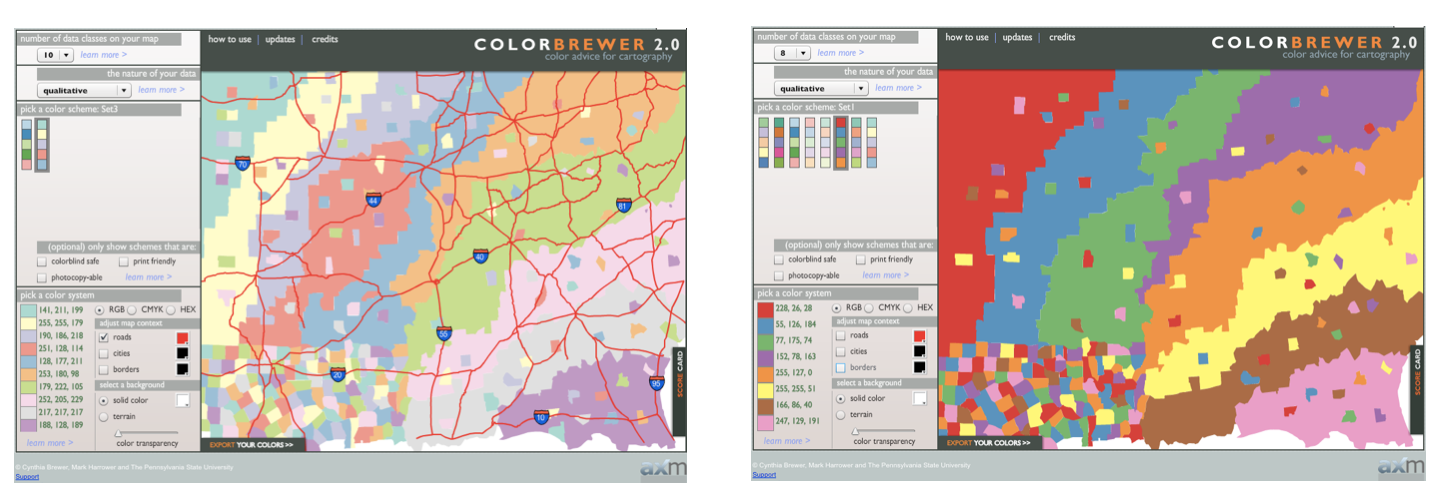 number of data classes on your map
10
learn more >
the nature of your data
qualitative
learn more >
pick a color scheme: Set3
(optional) only show schemes that are:
colorblind safe
print friendly
photocopy-able
learn more >
pick a color system
141, 211, 199
255, 255, 179
190, 186, 218
251, 128, 114
128, 177, 211
253, 180, 98
179, 222, 105
252, 205, 229
217, 217, 217
188, 128, 189
learn more >
RGB CMYK HEX
adjust map context
roads
cities
borders
select a background
solid color
terrain
color transparency
how to use | updates | credits
COLORBREWER 2.0
color advice for cartography
70
44
81
40
55
20
95
10
SCORE CARD
EXPORT YOUR COLORS >>
© Cynthia Brewer, Mark Harrower and The Pennsylvania State University
Support
axm
number of data classes on your map
8
learn more >
the nature of your data
qualitative
learn more >
pick a color scheme: Set1
(optional) only show schemes that are:
colorblind safe
print friendly
photocopy-able
learn more >
pick a color system
228, 26, 28
55, 126, 184
77, 175, 74
152, 78, 163
255, 127, 0
255, 255, 51
166, 86, 40
247, 129, 191
learn more >
RGB CMYK HEX
adjust map context
roads
cities
borders
select a background
solid color
terrain
color transparency
how to use | updates | credits
COLORBREWER 2.0
color advice for cartography
SCORE CARD
EXPORT YOUR COLORS >>
© Cynthia Brewer, Mark Harrower and The Pennsylvania State University
Support
axm